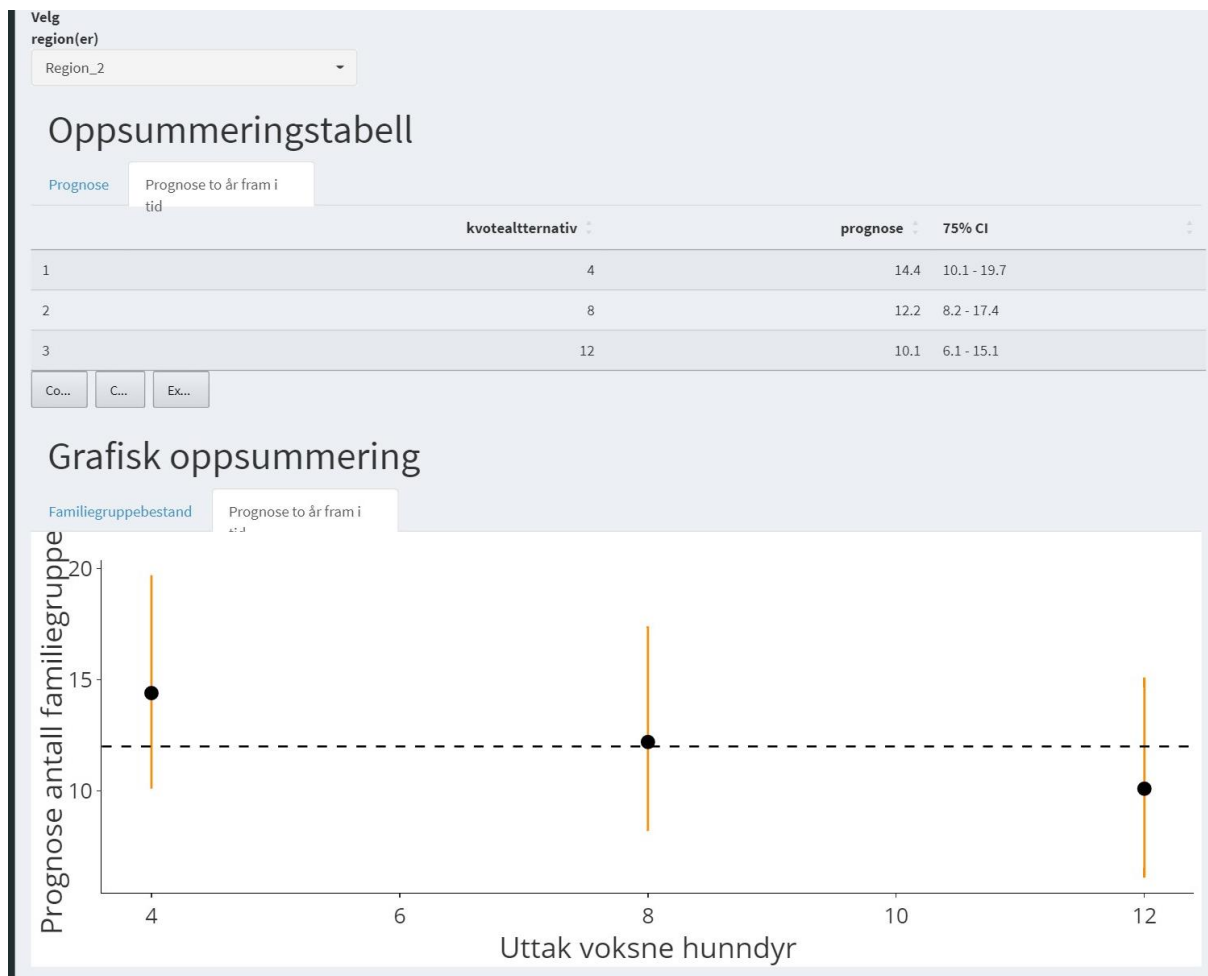 Velg
region(er)
Region_2
Oppsummeringstabell
Prognose
Prognose to år fram i
tid
kvotealtternativ prognose 75% CI
1 4 14.4 10.1 - 19.7
2 8 12.2 8.2 - 17.4
3 12 10.1 6.1 - 15.1
Co... C... Ex...
Grafisk oppsummering
Familiegruppebestand
Prognose to år fram i
Prognose antall familiegruppe
20
15
10
4 6 8 10 12
Uttak voksne hunndyr